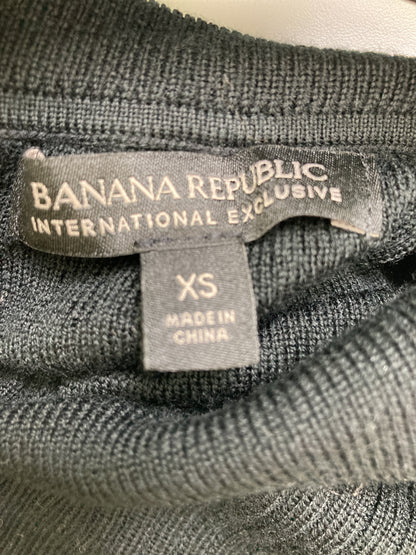 BANANA REPUBLIC
INTERNATIONAL EXCLUSIVE
XS
MADE IN
CHINA